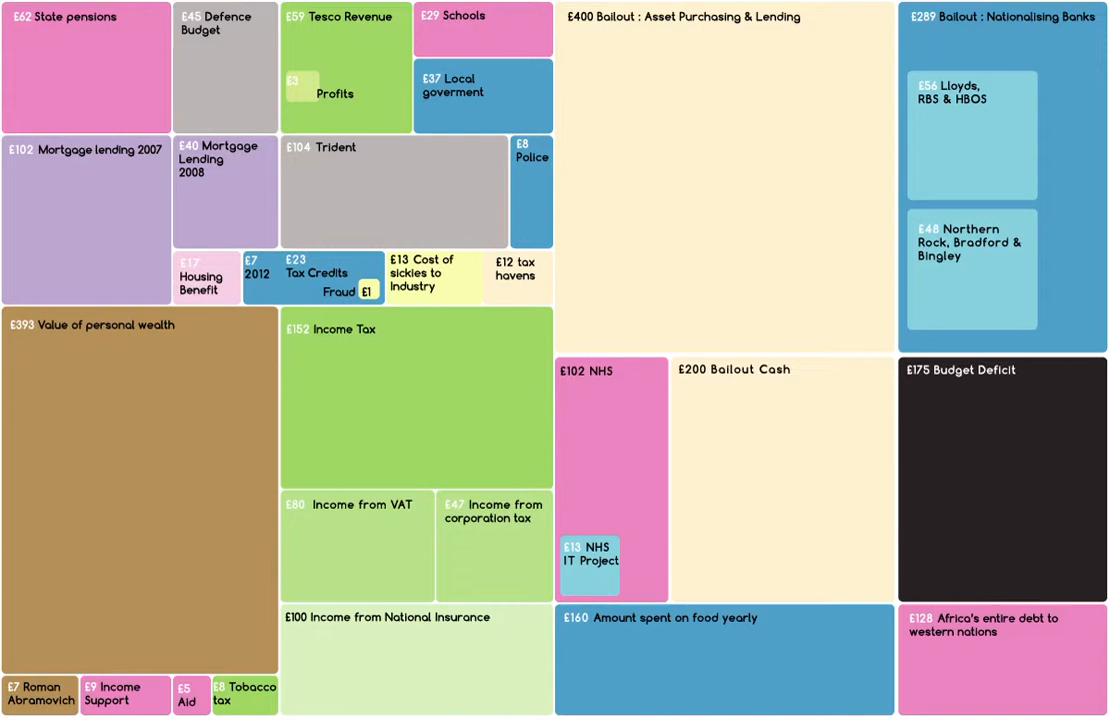 £62 State pensions
£45 Defence
Budget
£59 Tesco Revenue
£3
Profits
£29 Schools
£37 Local
goverment
£400 Bailout : Asset Purchasing & Lending
£289 Bailout : Nationalising Banks
£56 Lloyds,
RBS & HBOS
£48 Northern
Rock, Bradford &
Bingley
£102 Mortgage lending 2007
£40 Mortgage
Lending
2008
£104 Trident
£8
Police
£17
Housing
Benefit
£7
2012
£23
Tax Credits
Fraud £1
£13 Cost of
sickies to
Industry
£12 tax
havens
£393 Value of personal wealth
£152 Income Tax
£102 NHS
£200 Bailout Cash
£175 Budget Deficit
£80 Income from VAT
£47 Income from
corporation tax
£13 NHS
IT Project
£100 Income from National Insurance
£160 Amount spent on food yearly
£128 Africa's entire debt to
western nations
£7 Roman
Abramovich
£9 Income
Support
£5
Aid
£8 Tobacco
tax